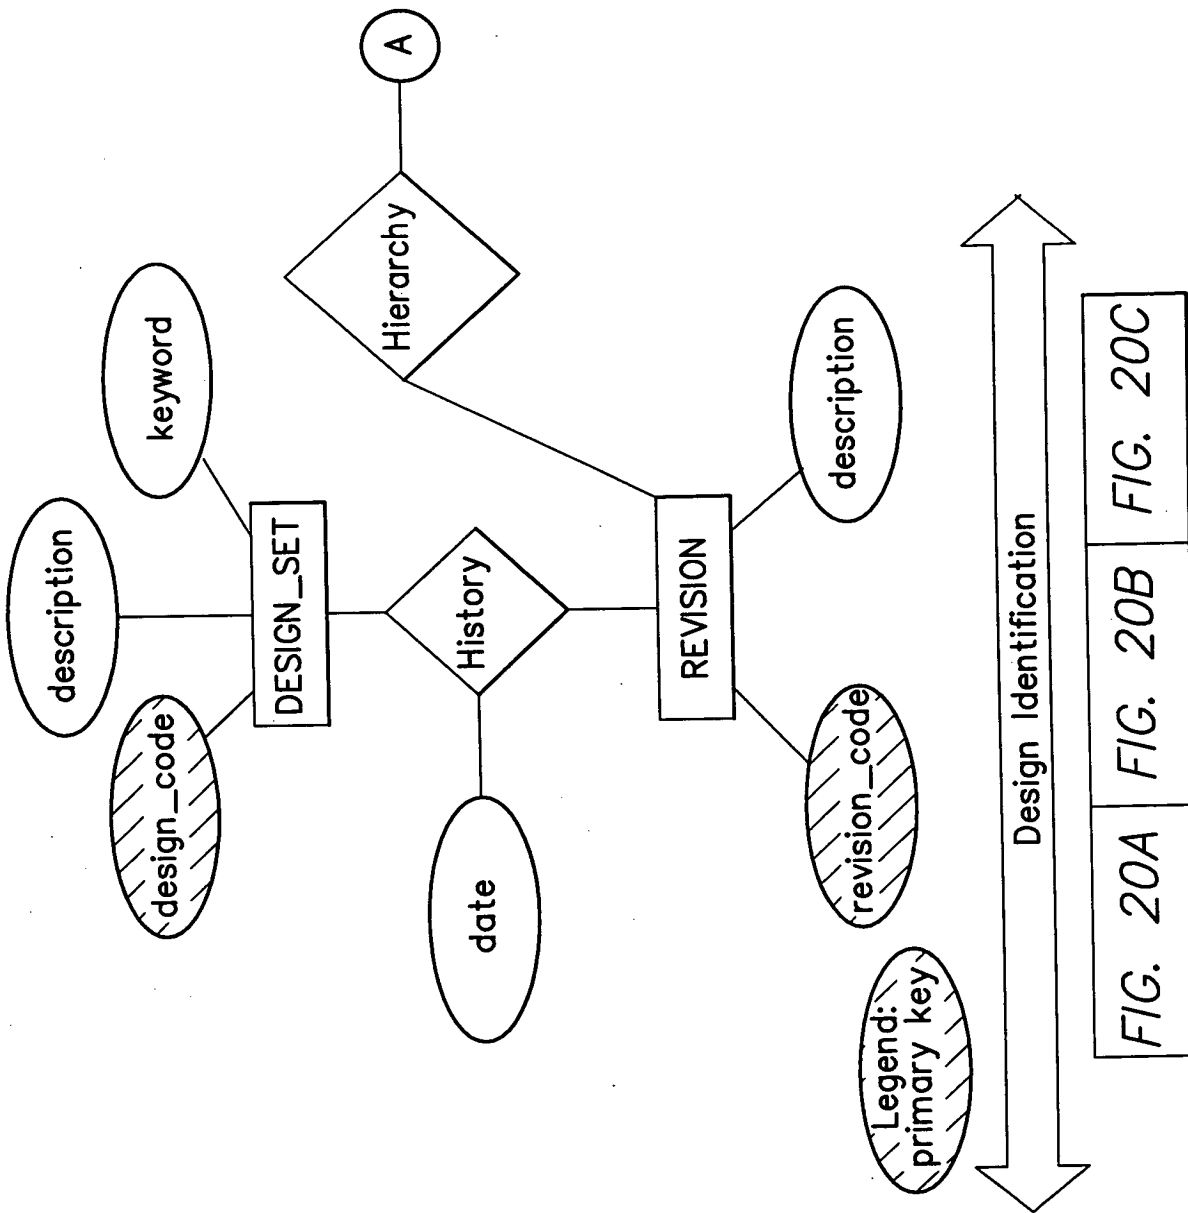 description
design_code
keyword
DESIGN_SET
date
History
Hierarchy
A
REVISION
revision_code
description
Legend:
primary key
Design Identification
FIG. 20A
FIG. 20B
FIG. 20C